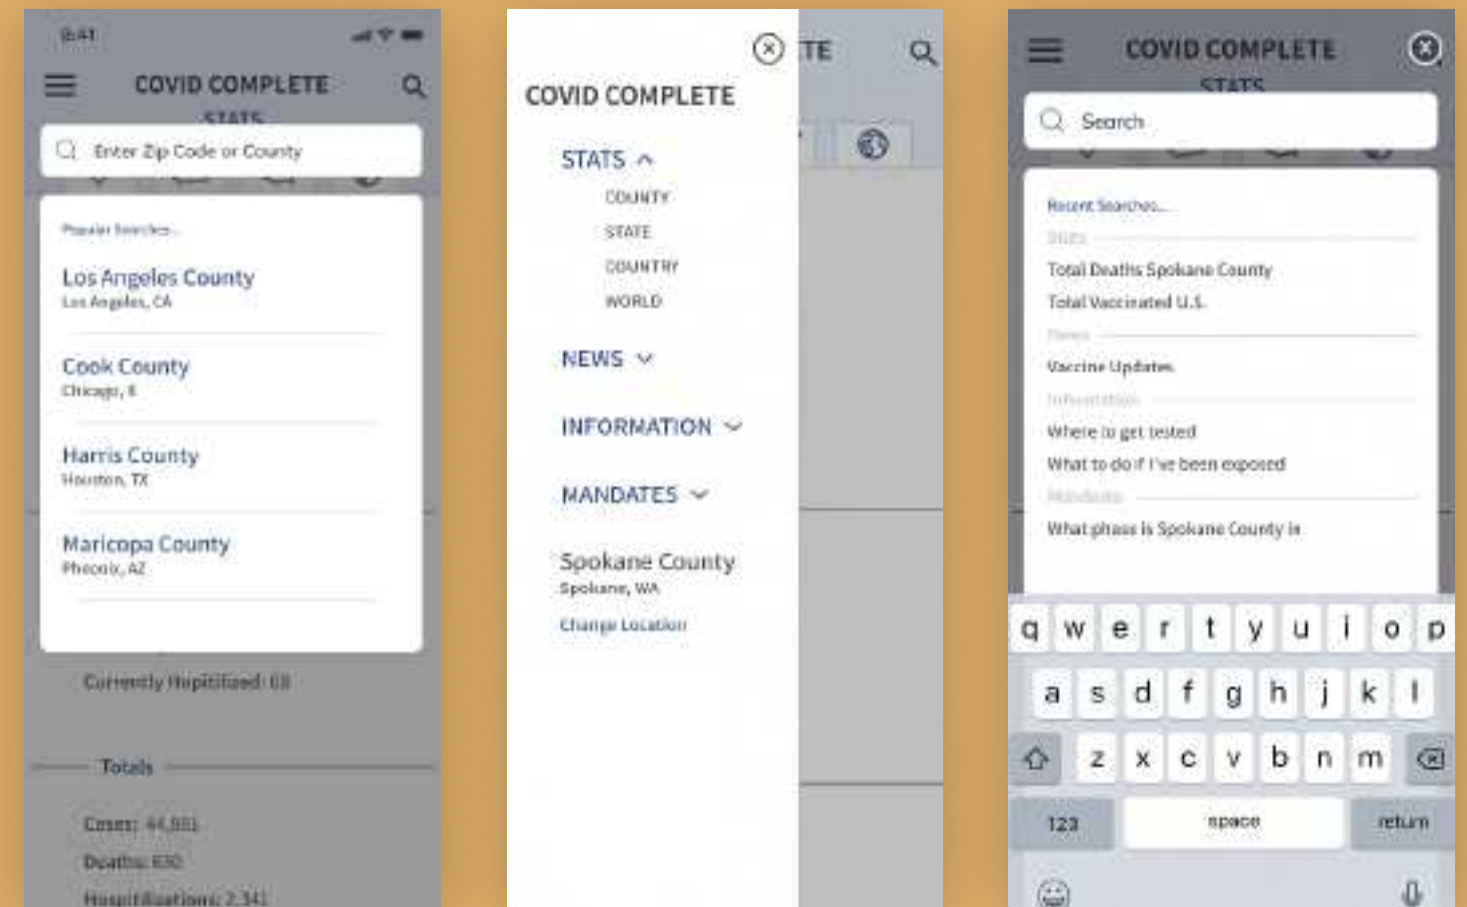 9:41
COVID COMPLETE
STATS
Enter Zip Code or County
Popular Searches...
Los Angeles County
Los Angeles, CA
Cook County
Chicago, Il
Harris County
Houston, TX
Maricopa County
Pheonix, AZ
Currently Hopitilized: 68
Totals
Cases: 44,881
Deaths: 630
Hospitilizations: 2,341
TE
COVID COMPLETE
STATS
COUNTY
STATE
COUNTRY
WORLD
NEWS
INFORMATION
MANDATES
Spokane County
Spokane, WA
Change Location
COVID COMPLETE
STATS
Search
Recent Searches...
Stats
Total Deaths Spokane County
Total Vaccinated U.S.
News
Vaccine Updates
Information
Where to get tested
What to do if I've been exposed
Mandates
What phase is Spokane County in
q w e r t y u i o p
a s d f g h j k l
z x c v b n m
123 space return